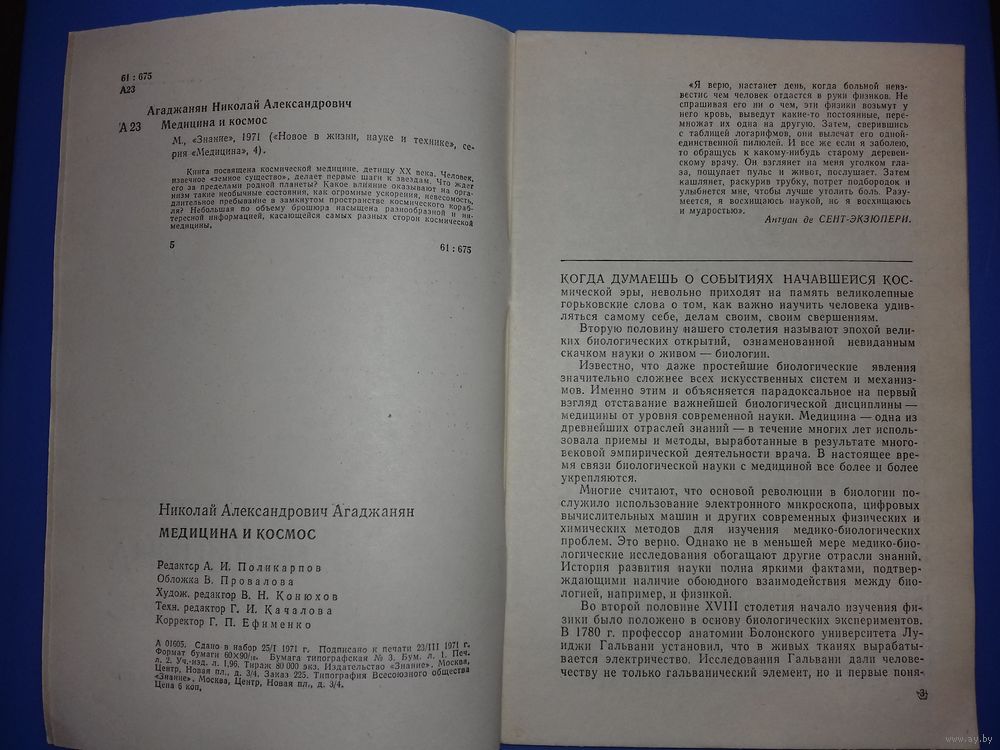 61 : 675
А23
Агаджанян Николай Александрович
А 23 Медицина и космос
М., «Знание», 1971 («Новое в жизни, науке и технике», се-
рия «Медицина», 4).
Книга посвящена космической медицине, детищу XX века. Человек,
извечное «земное существо», делает первые шаги к звездам. Что ждет
его за пределами родной планеты? Какое влияние оказывают на орга-
низм такие необычные состояния, как огромные ускорения, невесомость,
длительное пребывание в замкнутом пространстве космического кораб-
ля? Небольшая по объему брошюра насыщена разнообразной и ин-
тересной информацией, касающейся самых разных сторон космической
медицины.
5 61 : 675
Николай Александрович Агаджанян
МЕДИЦИНА И КОСМОС
Редактор А. И. Поликарпов
Обложка В. Провалова
Худож. редактор В. Н. Конюхов
Техн. редактор Г. И. Качалова
Корректор Г. П. Ефименко
А 01605. Сдано в набор 25/I 1971 г. Подписано к печати 23/III 1971 г.
Формат бумаги 60×90/₁₆. Бумага типографская № 3. Бум. л. 1. Печ.
л. 2. Уч.-изд. л. 1,96. Тираж 80 000 экз. Издательство «Знание». Москва,
Центр, Новая пл., д. 3/4. Заказ 225. Типография Всесоюзного общества
«Знание». Москва, Центр, Новая пл., д. 3/4.
Цена 6 коп.
«Я верю, настанет день, когда больной неиз-
вестно чем человек отдастся в руки физиков. Не
спрашивая его ни о чем, эти физики возьмут у
него кровь, выведут какие-то постоянные, пере-
множат их одна на другую. Затем, сверившись
с таблицей логарифмов, они вылечат его одной-
единственной пилюлей. И все же если я заболею,
то обращусь к какому-нибудь старому деревен-
скому врачу. Он взглянет на меня уголком гла-
за, пощупает пульс и живот, послушает. Затем
кашлянет, раскурив трубку, потрет подбородок и
улыбнется мне, чтобы лучше утолить боль. Разу-
меется, я восхищаюсь наукой, но я восхищаюсь
и мудростью».
Антуан де СЕНТ-ЭКЗЮПЕРИ.
КОГДА ДУМАЕШЬ О СОБЫТИЯХ НАЧАВШЕЙСЯ КОС-
мической эры, невольно приходят на память великолепные
горьковские слова о том, как важно научить человека удив-
ляться самому себе, делам своим, своим свершениям.
Вторую половину нашего столетия называют эпохой вели-
ких биологических открытий, ознаменованной невиданным
скачком науки о живом — биологии.
Известно, что даже простейшие биологические явления
значительно сложнее всех искусственных систем и механиз-
мов. Именно этим и объясняется парадоксальное на первый
взгляд отставание важнейшей биологической дисциплины —
медицины от уровня современной науки. Медицина — одна из
древнейших отраслей знаний — в течение многих лет исполь-
зовала приемы и методы, выработанные в результате много-
вековой эмпирической деятельности врача. В настоящее вре-
мя связи биологической науки с медициной все более и более
укрепляются.
Многие считают, что основой революции в биологии по-
служило использование электронного микроскопа, цифровых
вычислительных машин и других современных физических и
химических методов для изучения медико-биологических
проблем. Это верно. Однако не в меньшей мере медико-био-
логические исследования обогащают другие отрасли знаний.
История развития науки полна яркими фактами, подтвер-
ждающими наличие обоюдного взаимодействия между био-
логией, например, и физикой.
Во второй половине XVIII столетия начало изучения фи-
зики было положено в основу биологических экспериментов.
В 1780 г. профессор анатомии Болонского университета Лу-
иджи Гальвани установил, что в живых тканях вырабаты-
вается электричество. Исследования Гальвани дали челове-
честву не только гальванический элемент, но и первые поня-
3
www.ay.by